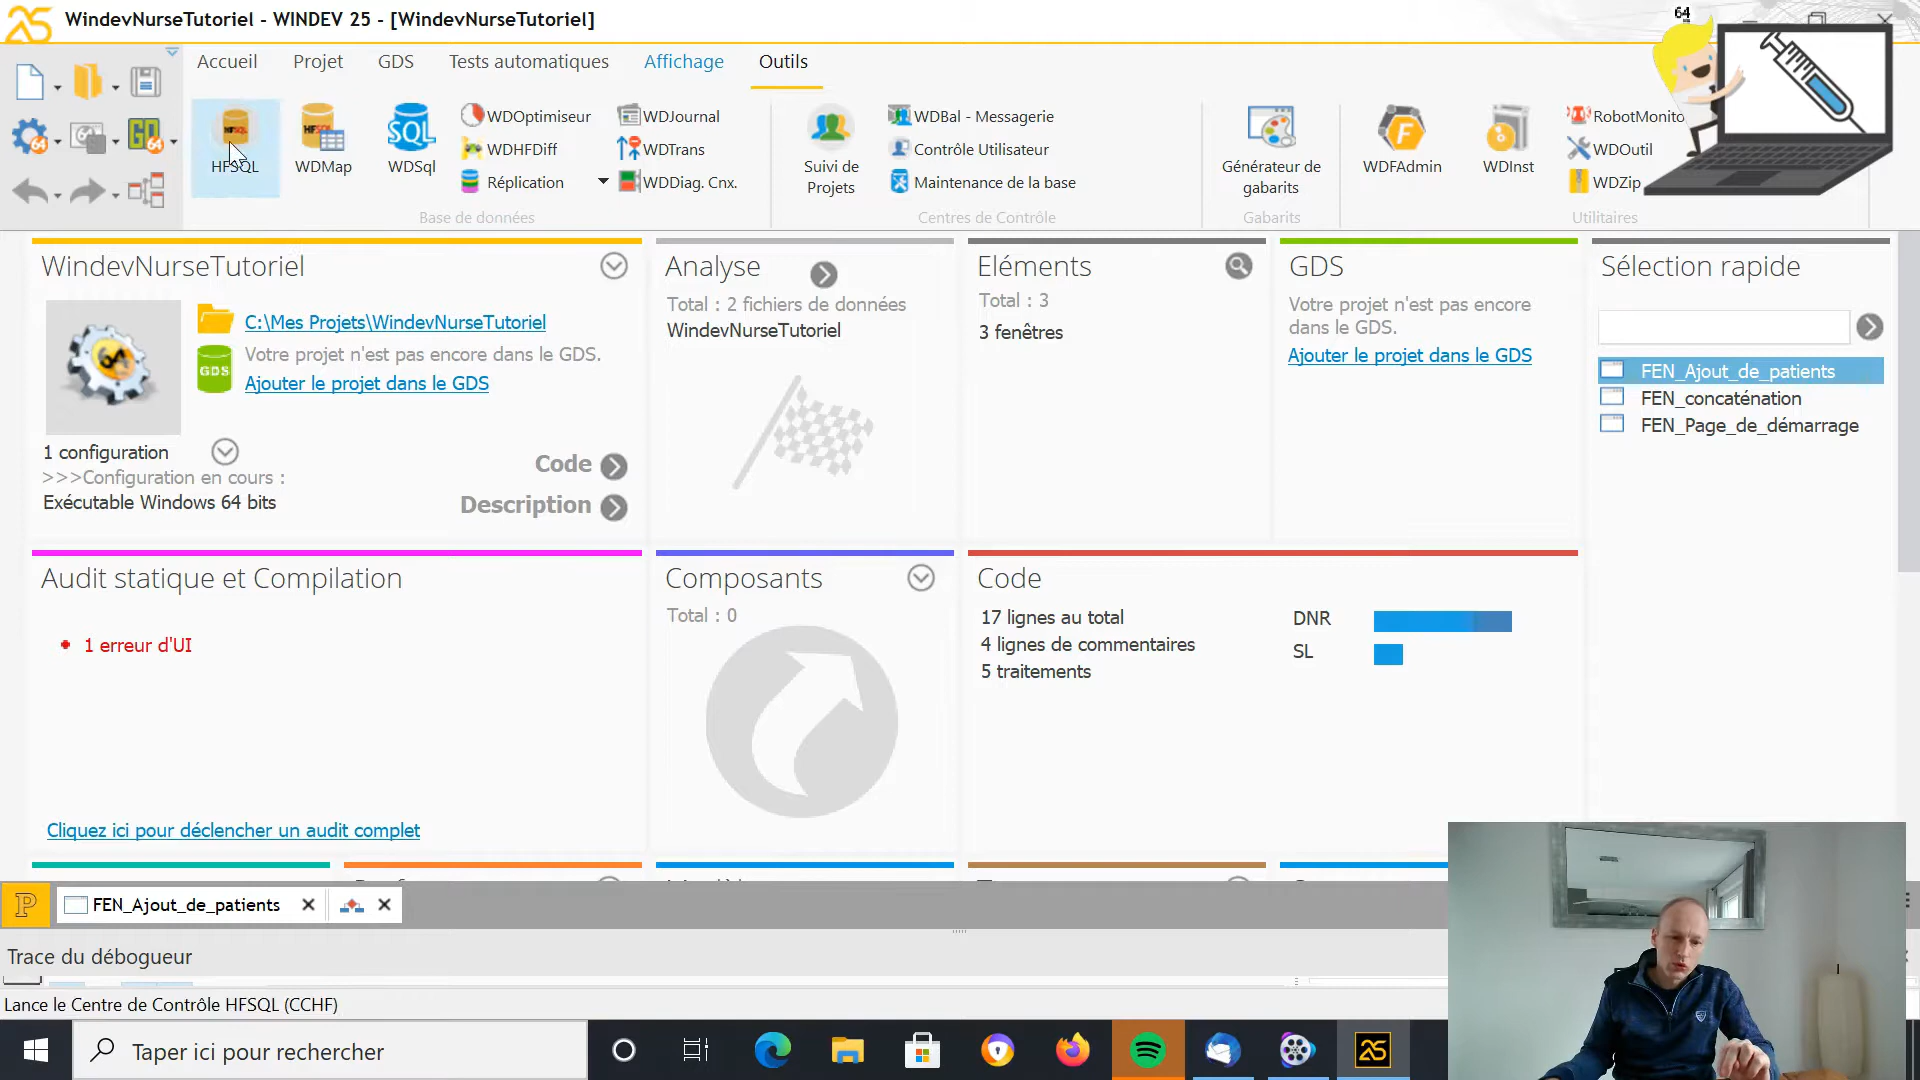 WindevNurseTutoriel - WINDEV 25 - [WindevNurseTutoriel]
64
Accueil Projet GDS Tests automatiques Affichage Outils
HFSQL
WDMap
WDSql
WDOptimiseur
WDHFDiff
Réplication
WDJournal
WDTrans
WDDiag. Cnx.
Base de données
Suivi de
Projets
WDBal - Messagerie
Contrôle Utilisateur
Maintenance de la base
Centres de Contrôle
Générateur de
gabarits
Gabarits
WDFAdmin
WDInst
RobotMonito
WDOutil
WDZip
Utilitaires
WindevNurseTutoriel
C:\Mes Projets\WindevNurseTutoriel
GDS
Votre projet n'est pas encore dans le GDS.
Ajouter le projet dans le GDS
1 configuration
>>>Configuration en cours :
Exécutable Windows 64 bits
Code
Description
Analyse
Total : 2 fichiers de données
WindevNurseTutoriel
Eléments
Total : 3
3 fenêtres
GDS
Votre projet n'est pas encore
dans le GDS.
Ajouter le projet dans le GDS
Sélection rapide
FEN_Ajout_de_patients
FEN_concaténation
FEN_Page_de_démarrage
Audit statique et Compilation
1 erreur d'UI
Cliquez ici pour déclencher un audit complet
Composants
Total : 0
Code
17 lignes au total
4 lignes de commentaires
5 traitements
DNR
SL
FEN_Ajout_de_patients
Trace du débogueur
Lance le Centre de Contrôle HFSQL (CCHF)
Taper ici pour rechercher